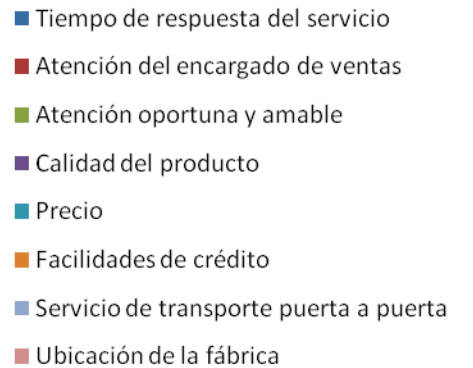 Tiempo de respuesta del servicio
Atención del encargado de ventas
Atención oportuna y amable
Calidad del producto
Precio
Facilidades de crédito
Servicio de transporte puerta a puerta
Ubicación de la fábrica